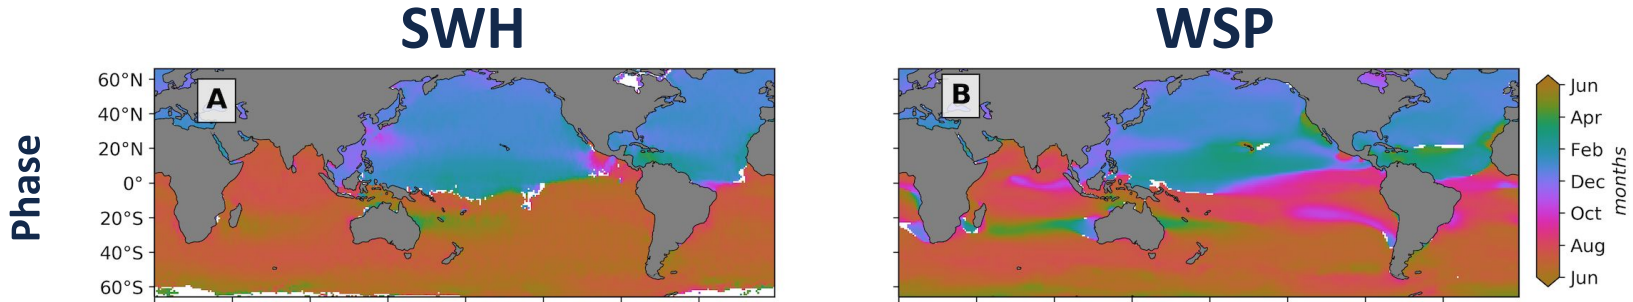 SWH
WSP
Phase
A
60°N
40°N
20°N
0°
20°S
40°S
60°S
B
Jun
Apr
Feb
Dec
Oct
Aug
Jun
months